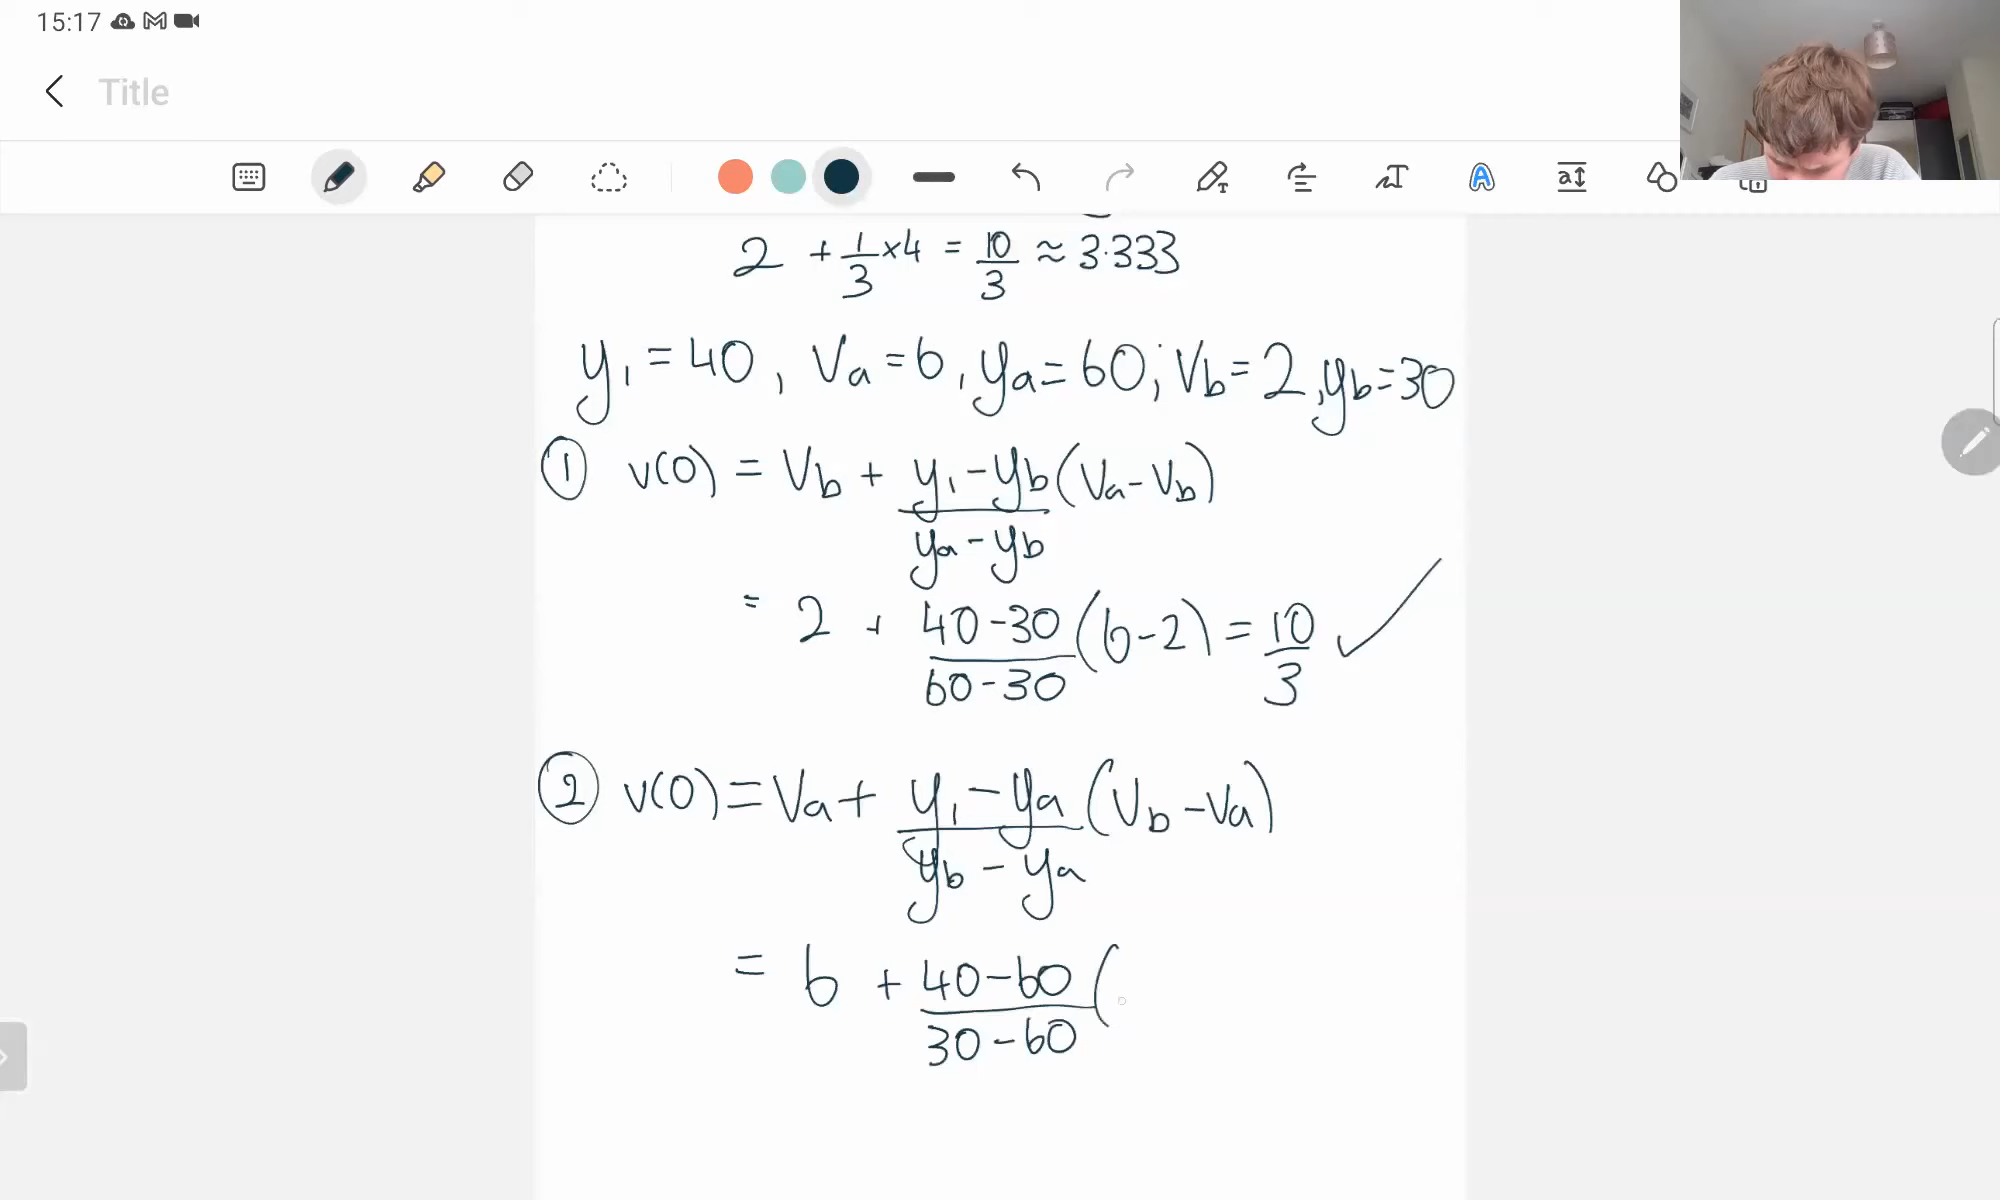 15:17
Title
2 + 1/3 ×4 = 10/3 ≈ 3.333
y₁ = 40, Va = 6, ya = 60; Vb = 2, yb = 30
① v(0) = Vb + (y₁ - yb)/(ya - yb) (Va - Vb)
= 2 + (40 - 30)/(60 - 30) (6 - 2) = 10/3 ✓
② v(0) = Va + (y₁ - ya)/(yb - ya) (Vb - Va)
= 6 + (40 - 60)/(30 - 60) (